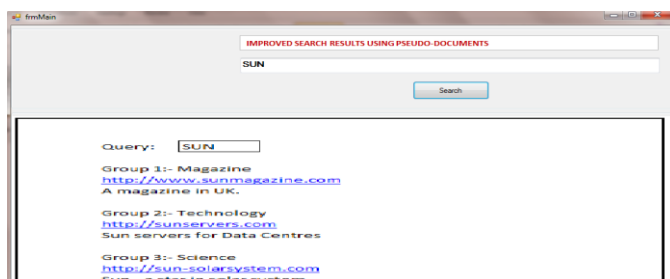 frmMain
IMPROVED SEARCH RESULTS USING PSEUDO-DOCUMENTS
SUN
Search
Query: SUN
Group 1:- Magazine
http://www.sunmagazine.com
A magazine in UK.
Group 2:- Technology
http://sunservers.com
Sun servers for Data Centres
Group 3:- Science
http://sun-solarsystem.com